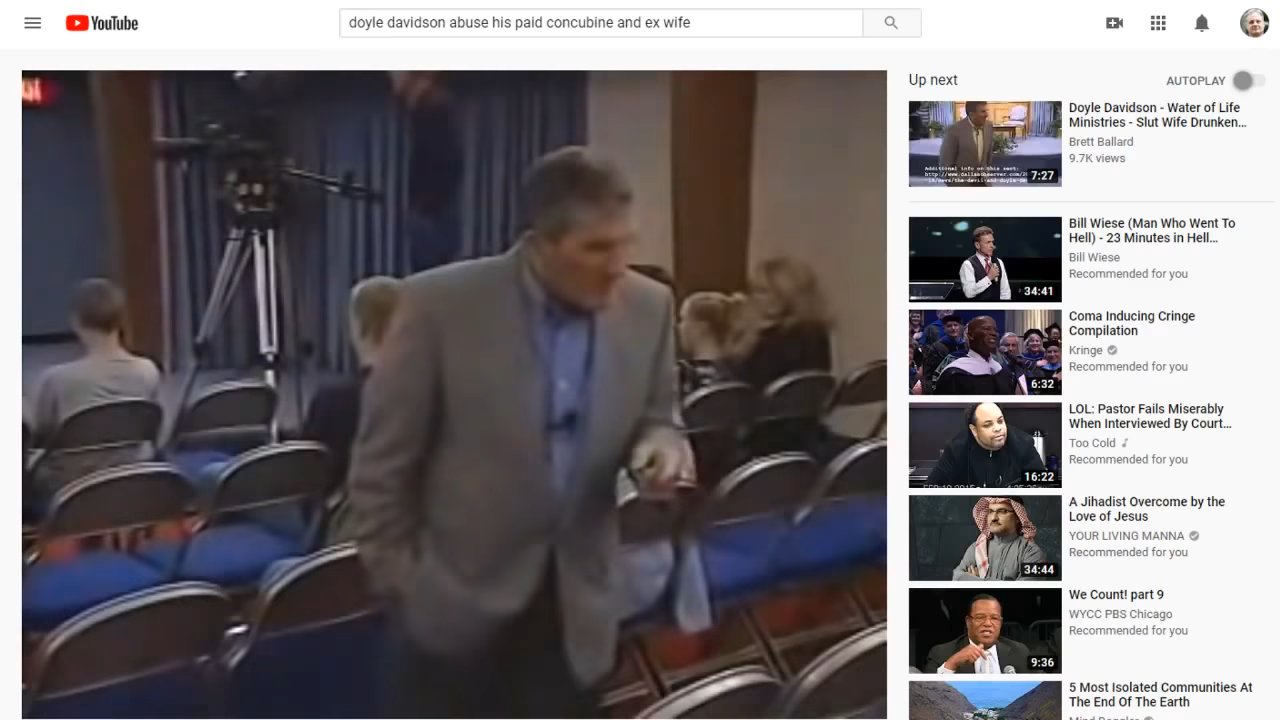 YouTube
doyle davidson abuse his paid concubine and ex wife
Up next
AUTOPLAY
Doyle Davidson - Water of Life
Ministries - Slut Wife Drunken...
Brett Ballard
9.7K views
Additional info on this sect:
7:27
Bill Wiese (Man Who Went To
Hell) - 23 Minutes in Hell...
Bill Wiese
Recommended for you
34:41
Coma Inducing Cringe
Compilation
Kringe
Recommended for you
6:32
LOL: Pastor Fails Miserably
When Interviewed By Court...
Too Cold
Recommended for you
16:22
A Jihadist Overcome by the
Love of Jesus
YOUR LIVING MANNA
Recommended for you
34:44
We Count! part 9
WYCC PBS Chicago
Recommended for you
9:36
5 Most Isolated Communities At
The End Of The Earth